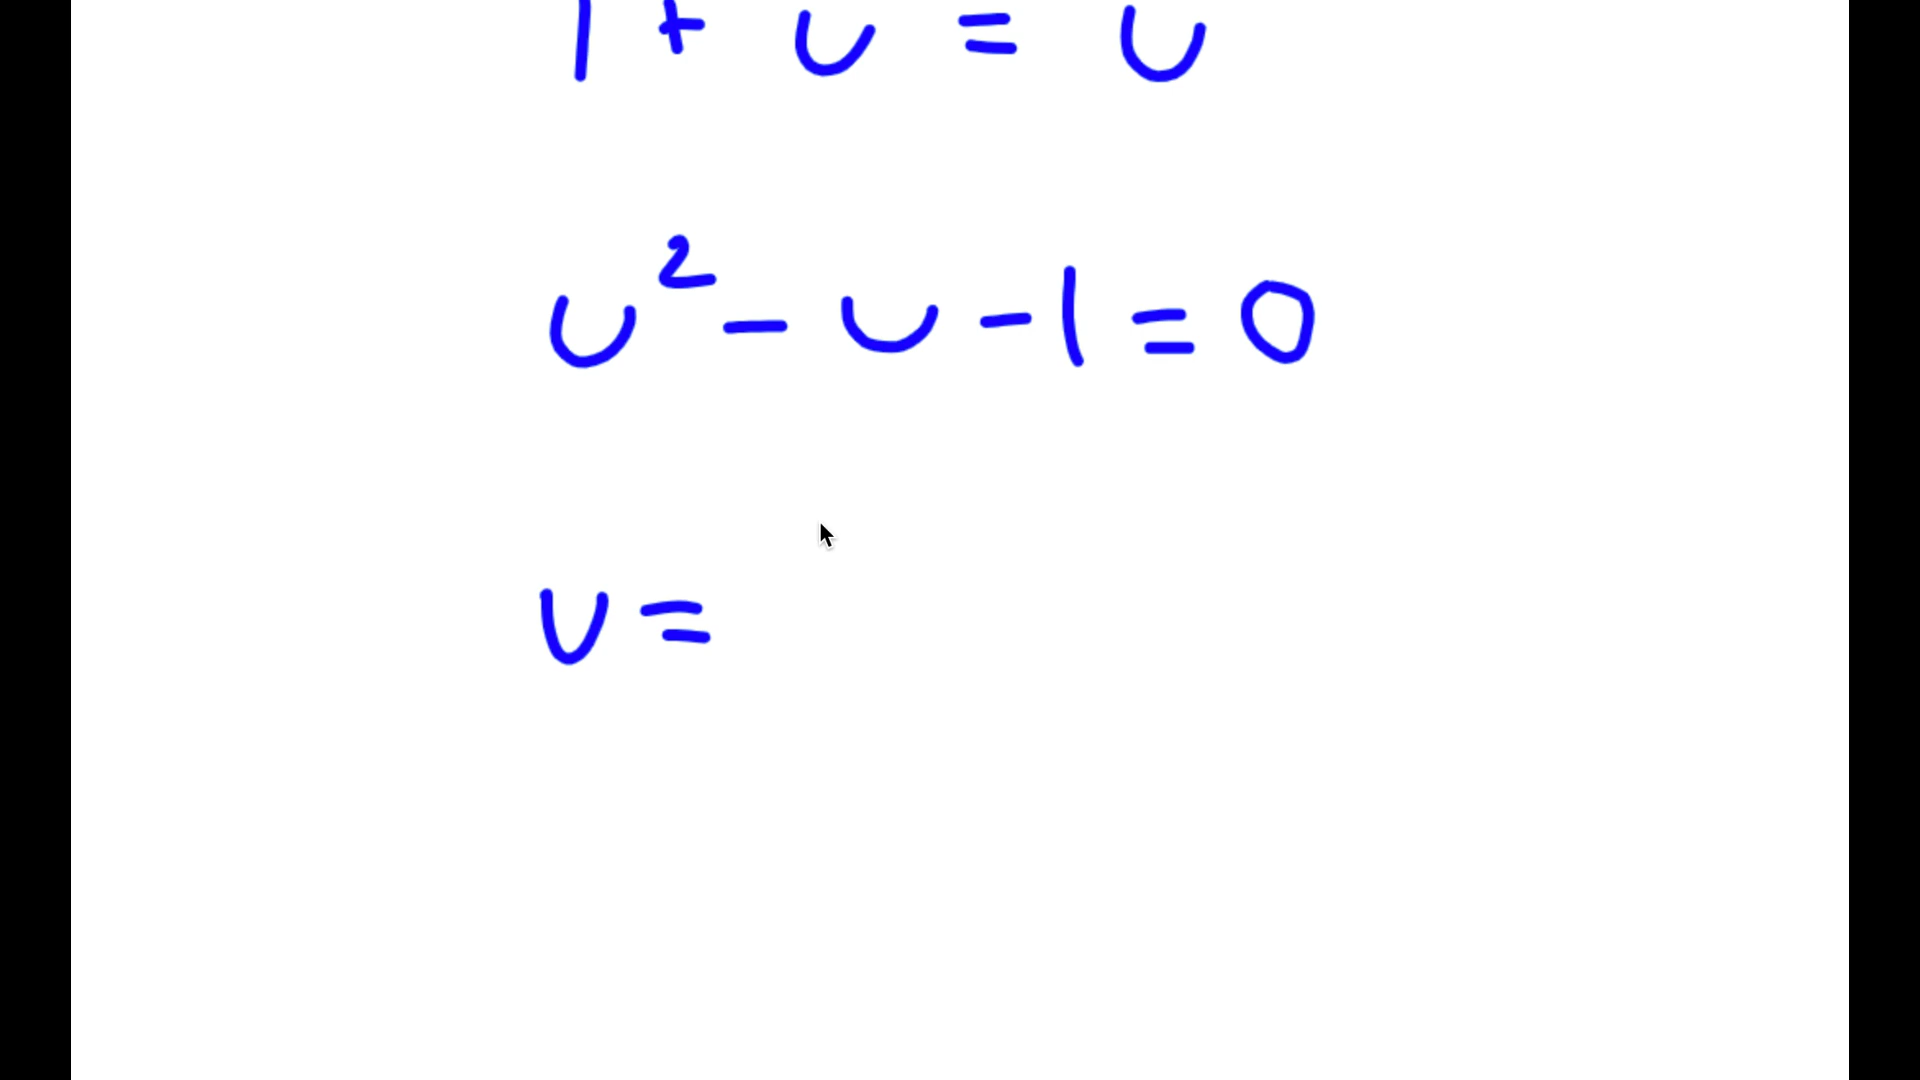 1 + u = u
u² - u - 1 = 0
u =